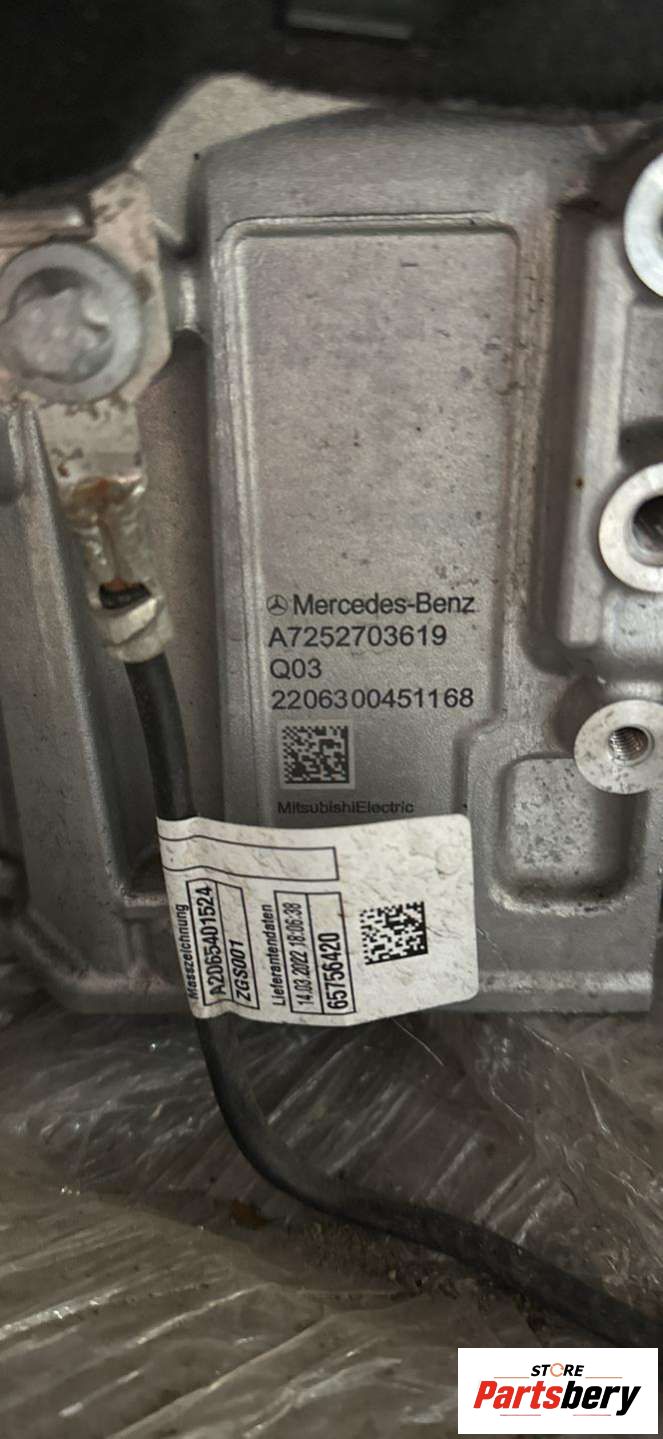 Mercedes-Benz
A7252703619
Q03
2206300451168
MitsubishiElectric
Masszeichnung
A2065401524
ZGS001
Lieferantendaten
14.03.2022 18:06:38
65756420
STORE
Partsbery